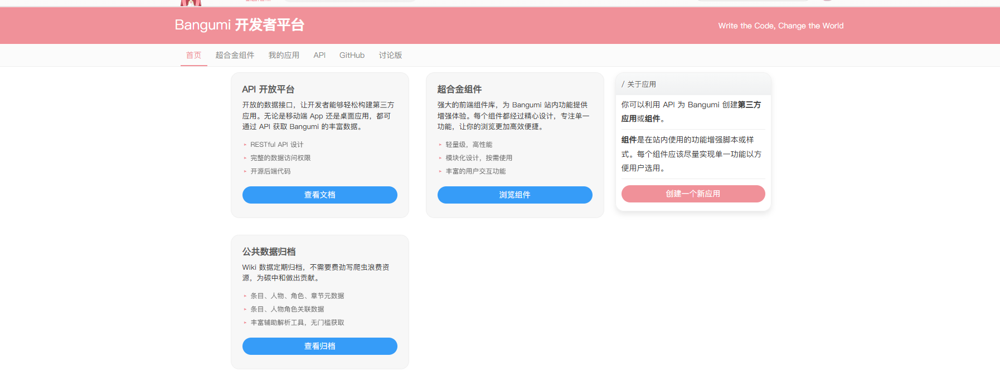 Bangumi 开发者平台
Write the Code, Change the World
首页 超合金组件 我的应用 API GitHub 讨论版
API 开放平台
开放的数据接口，让开发者能够轻松构建第三方
应用。无论是移动端 App 还是桌面应用，都可
通过 API 获取 Bangumi 的丰富数据。
RESTful API 设计
完整的数据访问权限
开源后端代码
查看文档
超合金组件
强大的前端组件库，为 Bangumi 站内功能提供
增强体验。每个组件都经过精心设计，专注单一
功能，让你的浏览更加高效便捷。
轻量级，高性能
模块化设计，按需使用
丰富的用户交互功能
浏览组件
/ 关于应用
你可以利用 API 为 Bangumi 创建第三方
应用或组件。
组件是在站内使用的功能增强脚本或样
式。每个组件应该尽量实现单一功能以方
便用户选用。
创建一个新应用
公共数据归档
Wiki 数据定期归档，不需要费劲写爬虫浪费资
源，为碳中和做出贡献。
条目、人物、角色、章节元数据
条目、人物角色关联数据
丰富辅助解析工具，无门槛获取
查看归档